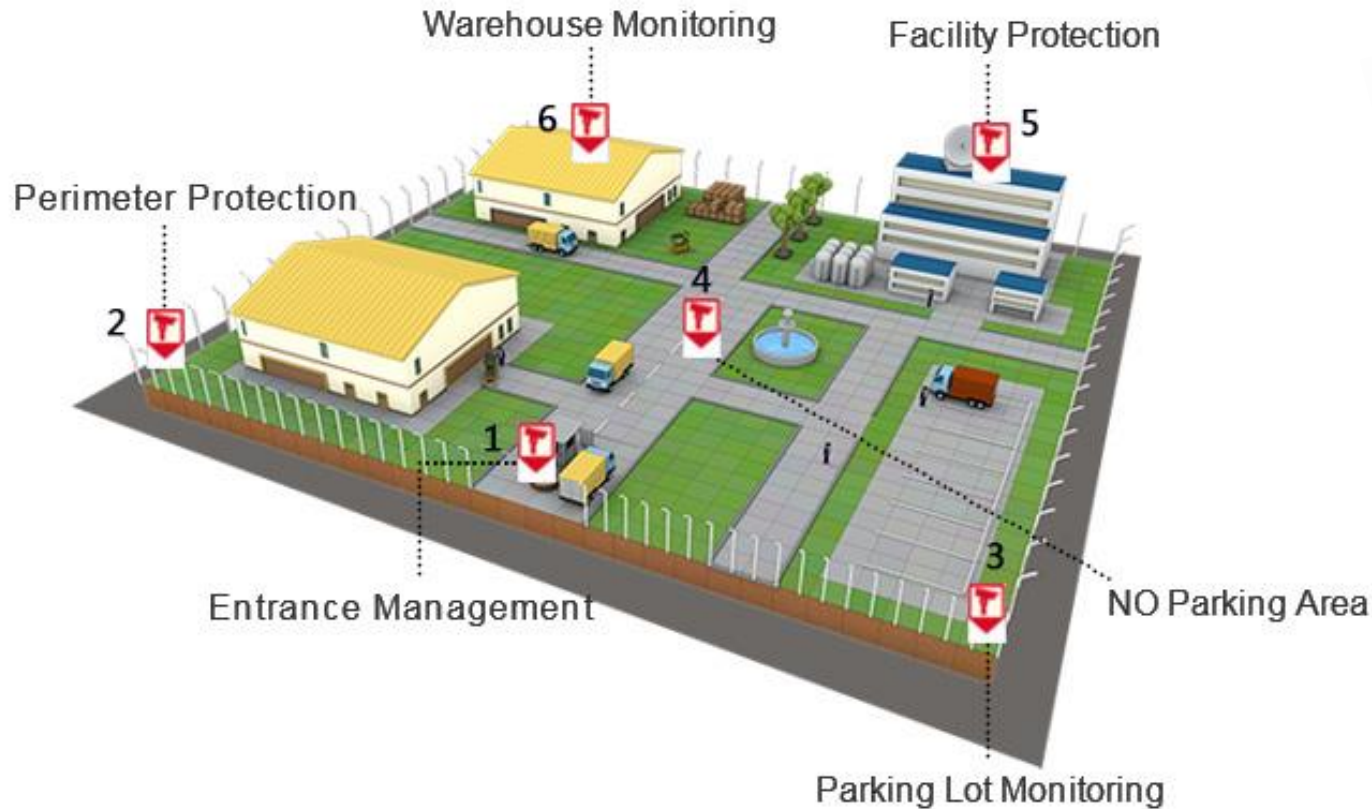 Warehouse Monitoring
Facility Protection
6
5
Perimeter Protection
2
4
1
3
Entrance Management
NO Parking Area
Parking Lot Monitoring